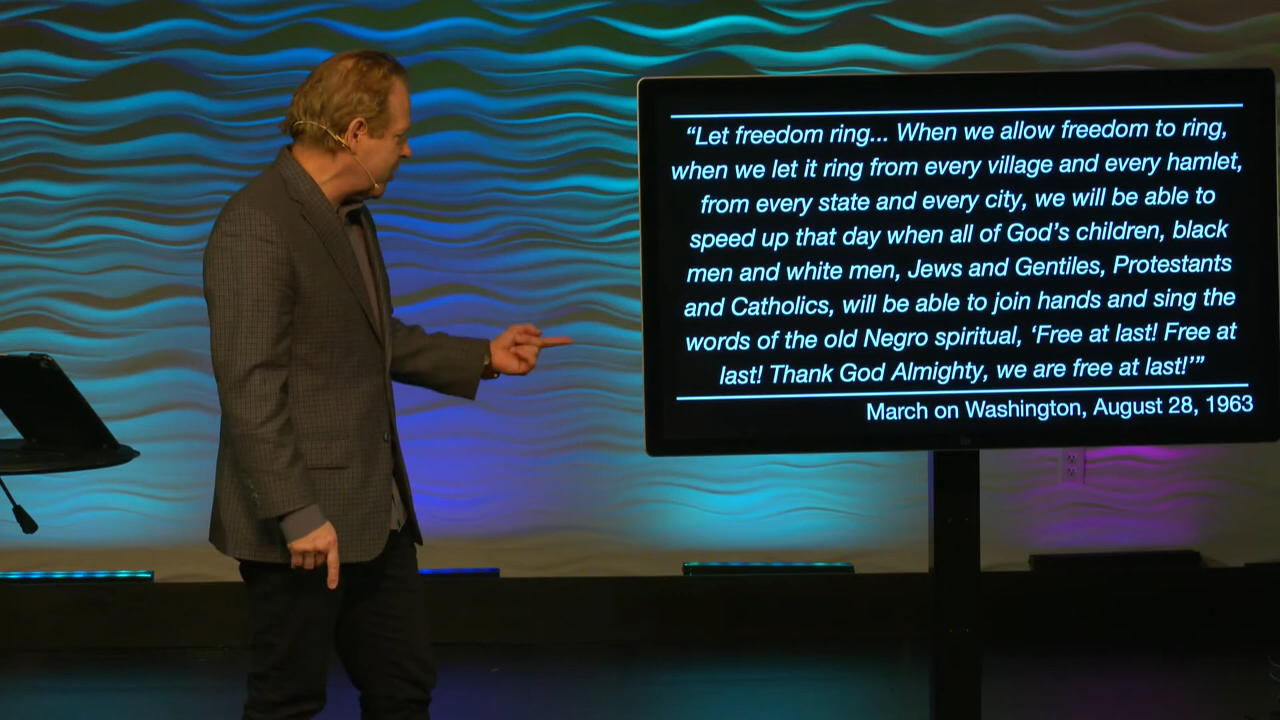 “Let freedom ring... When we allow freedom to ring,
when we let it ring from every village and every hamlet,
from every state and every city, we will be able to
speed up that day when all of God’s children, black
men and white men, Jews and Gentiles, Protestants
and Catholics, will be able to join hands and sing the
words of the old Negro spiritual, ‘Free at last! Free at
last! Thank God Almighty, we are free at last!’”
March on Washington, August 28, 1963